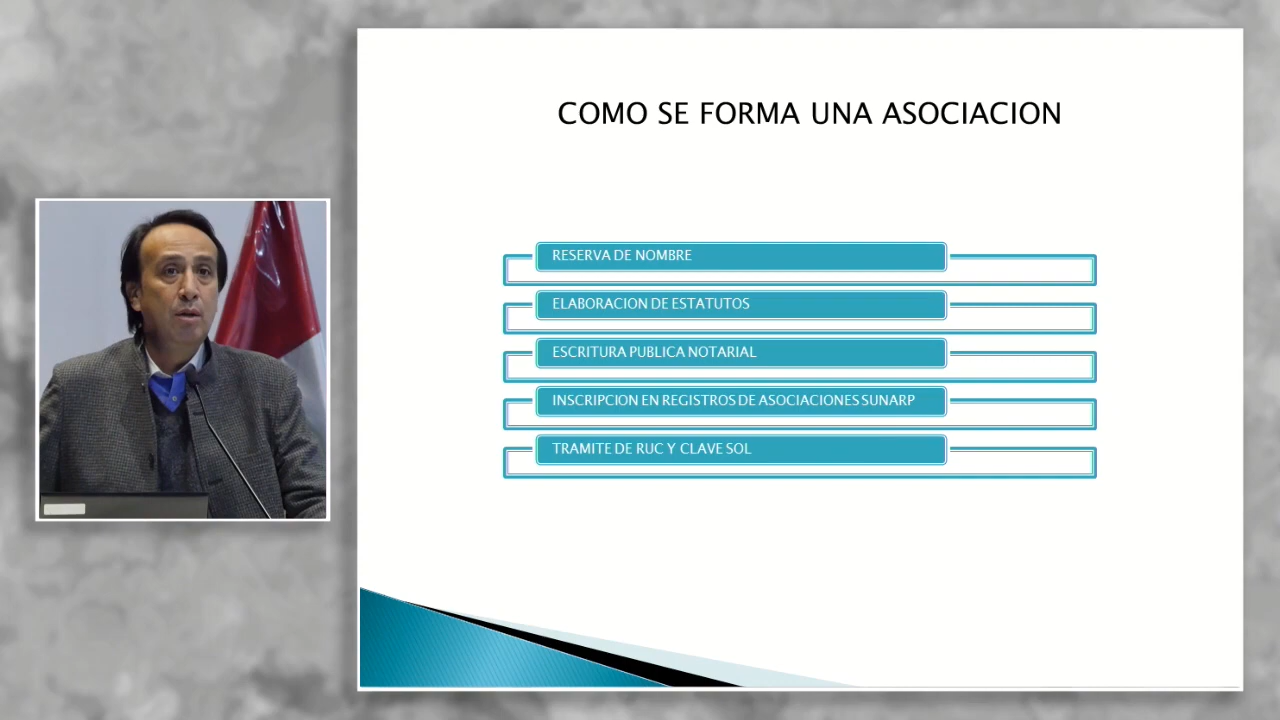 COMO SE FORMA UNA ASOCIACION
RESERVA DE NOMBRE
ELABORACION DE ESTATUTOS
ESCRITURA PUBLICA NOTARIAL
INSCRIPCION EN REGISTROS DE ASOCIACIONES SUNARP
TRAMITE DE RUC Y CLAVE SOL